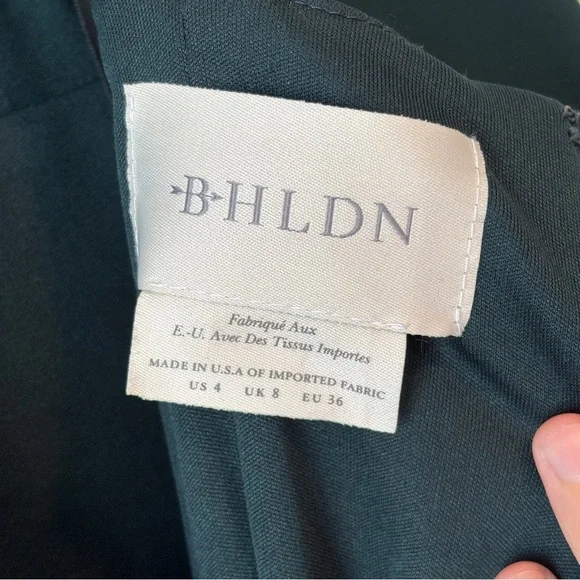 BHLDN
Fabriqué Aux
E.-U. Avec Des Tissus Importes
MADE IN U.S.A OF IMPORTED FABRIC
US 4 UK 8 EU 36